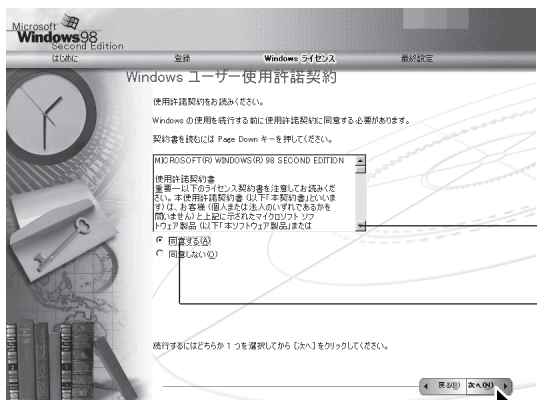 Microsoft
Windows98
Second Edition
はじめに 登録 Windows ライセンス 最終設定
Windows ユーザー使用許諾契約
使用許諾契約をお読みください。
Windows の使用を続行する前に使用許諾契約に同意する必要があります。
契約書を読むには Page Down キーを押してください。
MICROSOFT(R) WINDOWS(R) 98 SECOND EDITION
使用許諾契約書
重要－以下のライセンス契約書を注意してお読みくだ
さい。本使用許諾契約書 (以下「本契約書」といいま
す) は、お客様 (個人または法人のいずれであるかを
問いません) と上記に示されたマイクロソフト ソフ
トウェア製品 (以下「本ソフトウェア製品」または
同意する(A)
同意しない(O)
続行するにはどちらか 1 つを選択してから [次へ] をクリックしてください。
戻る(B) 次へ(N)